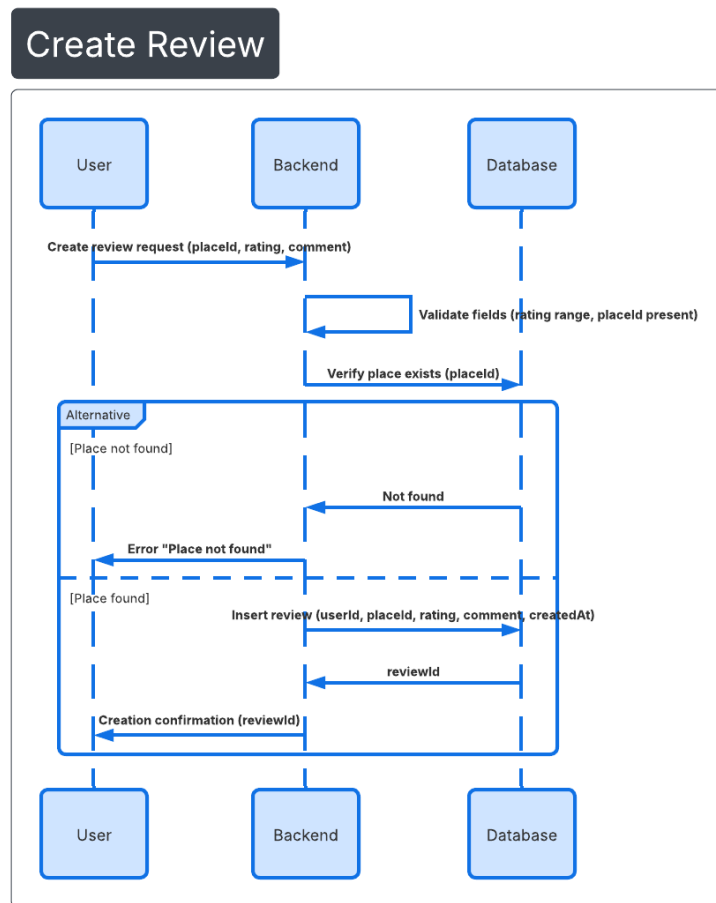 Create Review
User
Backend
Database
Create review request (placeId, rating, comment)
Validate fields (rating range, placeId present)
Verify place exists (placeId)
Alternative
[Place not found]
Not found
Error "Place not found"
[Place found]
Insert review (userId, placeId, rating, comment, createdAt)
reviewId
Creation confirmation (reviewId)
User
Backend
Database